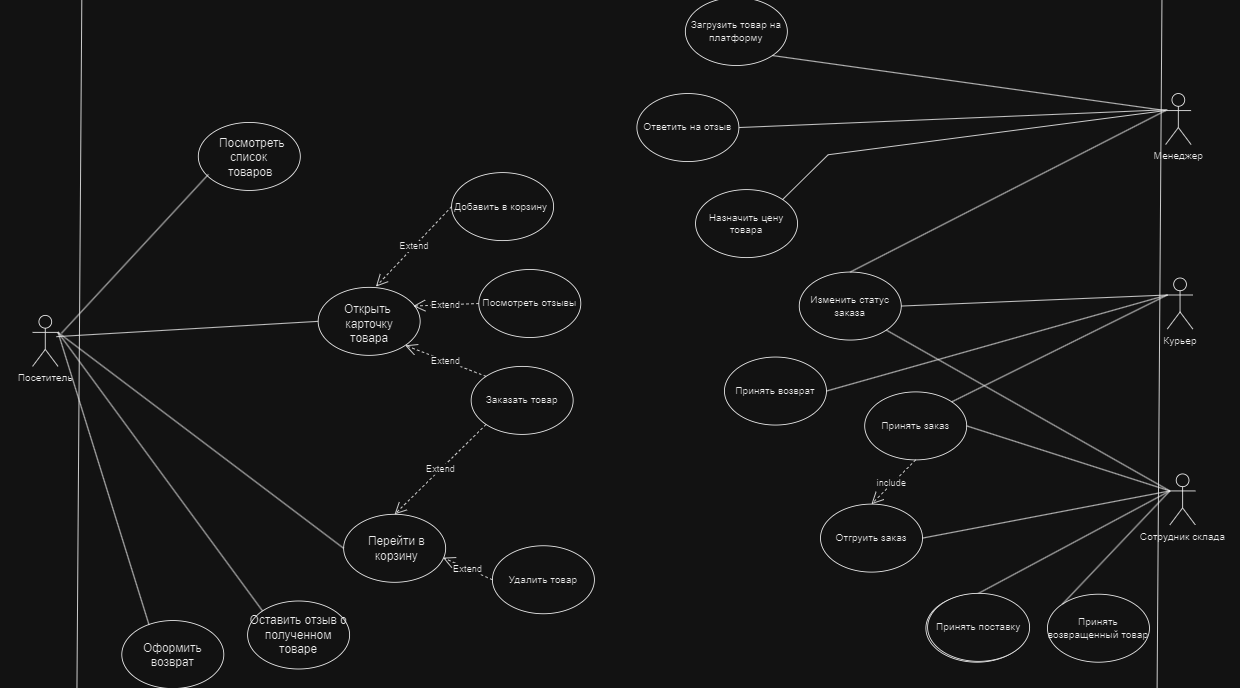 Загрузить товар на
платформу
Ответить на отзыв
Менеджер
Посмотреть
список
товаров
Добавить в корзину
Назначить цену
товара
Extend
Посмотреть отзывы
Extend
Открыть
карточку
товара
Изменить статус
заказа
Курьер
Посетитель
Extend
Заказать товар
Принять возврат
Принять заказ
Extend
include
Перейти в
корзину
Отгруить заказ
Сотрудник склада
Extend
Удалить товар
Оставить отзыв о
полученном
товаре
Оформить
возврат
Принять поставку
Принять
возвращенный товар